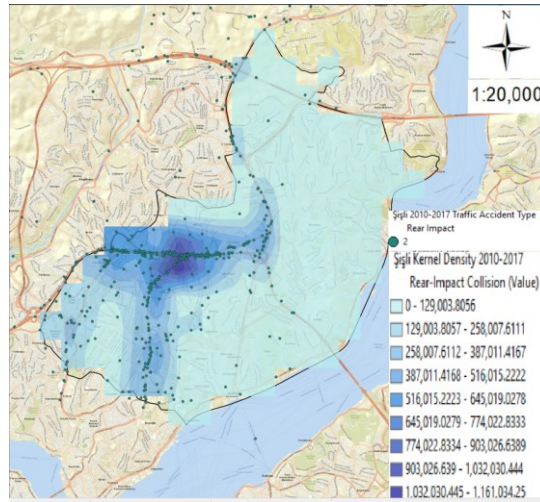 N
1:20,000
Şişli 2010-2017 Traffic Accident Type
Rear Impact
2
Şişli Kernel Density 2010-2017
Rear-Impact Collision (Value)
0 - 129,003.8056
129,003.8057 - 258,007.6111
258,007.6112 - 387,011.4167
387,011.4168 - 516,015.2222
516,015.2223 - 645,019.0278
645,019.0279 - 774,022.8333
774,022.8334 - 903,026.6389
903,026.639 - 1,032,030.444
1,032,030.445 - 1,161,034.25